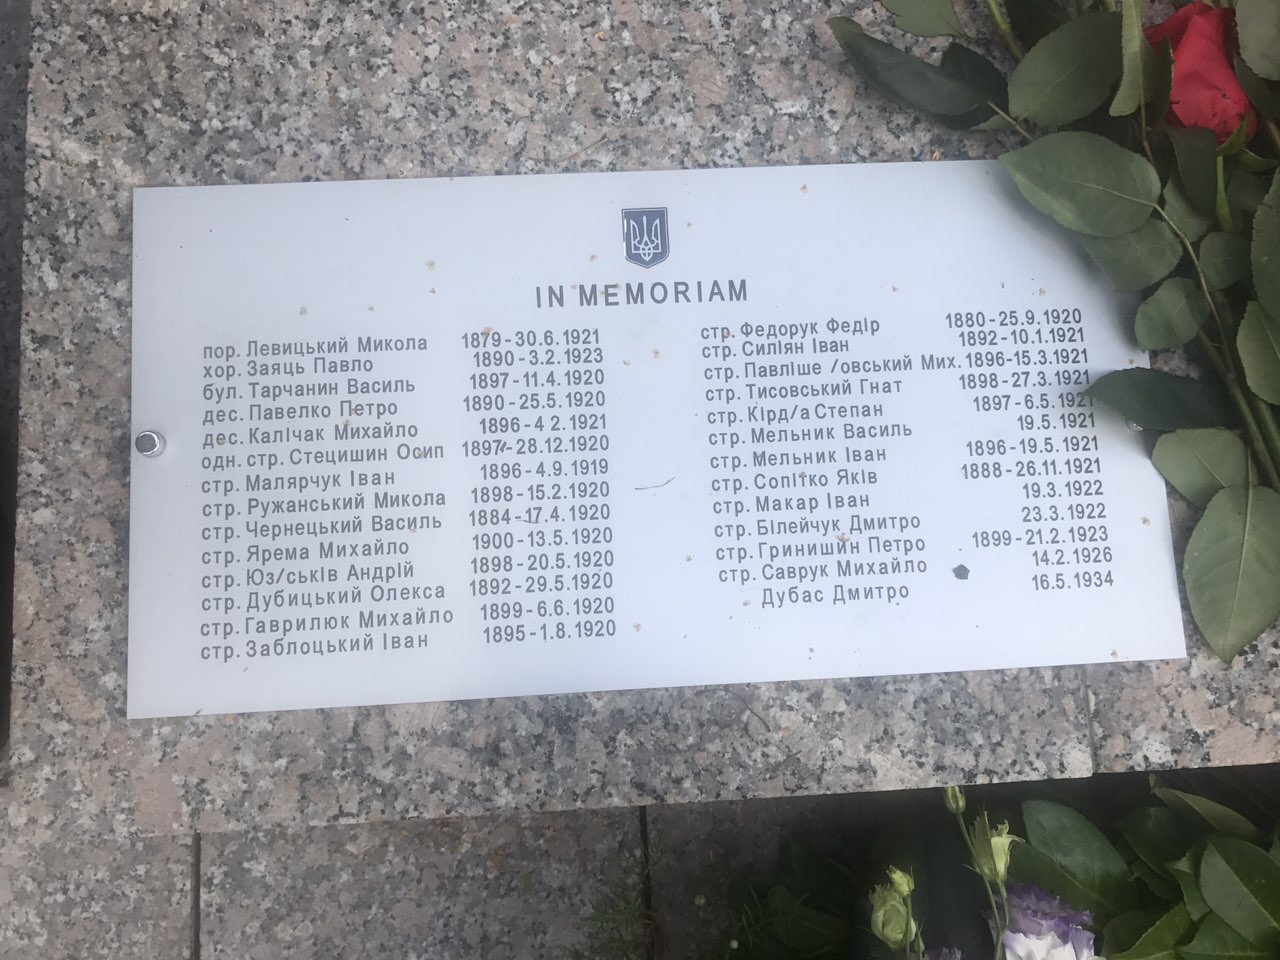 IN MEMORIAM
пор. Левицький Микола 1879-30.6.1921
хор. Заяць Павло 1890-3.2.1923
бул. Тарчанин Василь 1897-11.4.1920
дес. Павелко Петро 1890-25.5.1920
дес. Калічак Михайло 1896-4 2.1921
одн. стр. Стецишин Осип 1897-28.12.1920
стр. Малярчук Іван 1896-4.9.1919
стр. Ружанський Микола 1898-15.2.1920
стр. Чернецький Василь 1884-17.4.1920
стр. Ярема Михайло 1900-13.5.1920
стр. Юз/ськів Андрій 1898-20.5.1920
стр. Дубицький Олекса 1892-29.5.1920
стр. Гаврилюк Михайло 1899-6.6.1920
стр. Заблоцький Іван 1895-1.8.1920
стр. Федорук Федір 1880-25.9.1920
стр. Силіян Іван 1892-10.1.1921
стр. Павліше /овський Мих. 1896-15.3.1921
стр. Тисовський Гнат 1898-27.3.1921
стр. Кірд/а Степан 1897-6.5.1921
стр. Мельник Василь 19.5.1921
стр. Мельник Іван 1896-19.5.1921
стр. Сопітко Яків 1888-26.11.1921
стр. Макар Іван 19.3.1922
стр. Білейчук Дмитро 23.3.1922
стр. Гринишин Петро 1899-21.2.1923
стр. Саврук Михайло 14.2.1926
Дубас Дмитро 16.5.1934